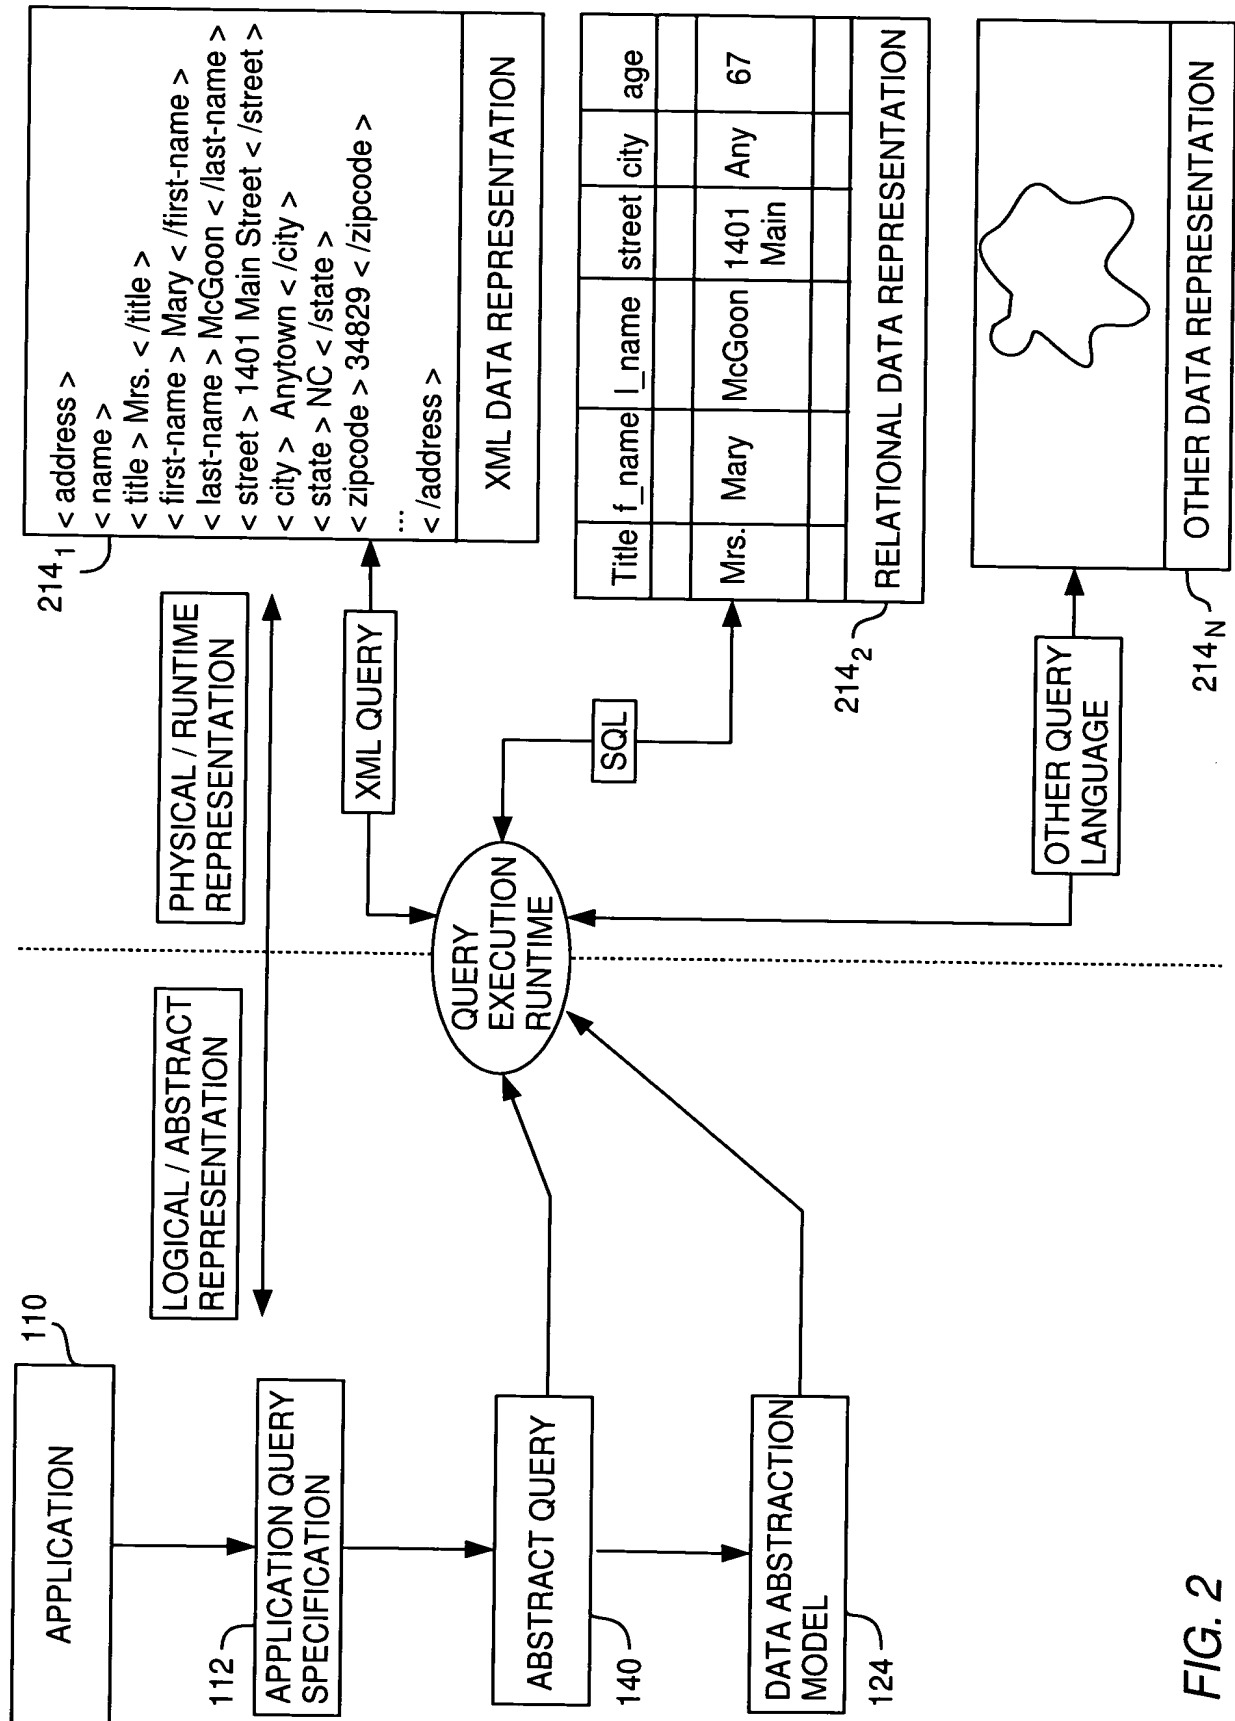 110
APPLICATION
LOGICAL / ABSTRACT
REPRESENTATION
PHYSICAL / RUNTIME
REPRESENTATION
112
APPLICATION QUERY
SPECIFICATION
ABSTRACT QUERY
140
DATA ABSTRACTION
MODEL
124
QUERY
EXECUTION
RUNTIME
XML QUERY
SQL
OTHER QUERY
LANGUAGE
214₁
< address >
< name >
< title > Mrs. < /title >
< first-name > Mary < /first-name >
< last-name > McGoon < /last-name >
< street > 1401 Main Street < /street >
< city > Anytown < /city >
< state > NC < /state >
< zipcode > 34829 < /zipcode >
...
< /address >
XML DATA REPRESENTATION
Title f_name l_name street city age
Mrs. Mary McGoon 1401 Main Any 67
RELATIONAL DATA REPRESENTATION
214₂
OTHER DATA REPRESENTATION
214N
FIG. 2